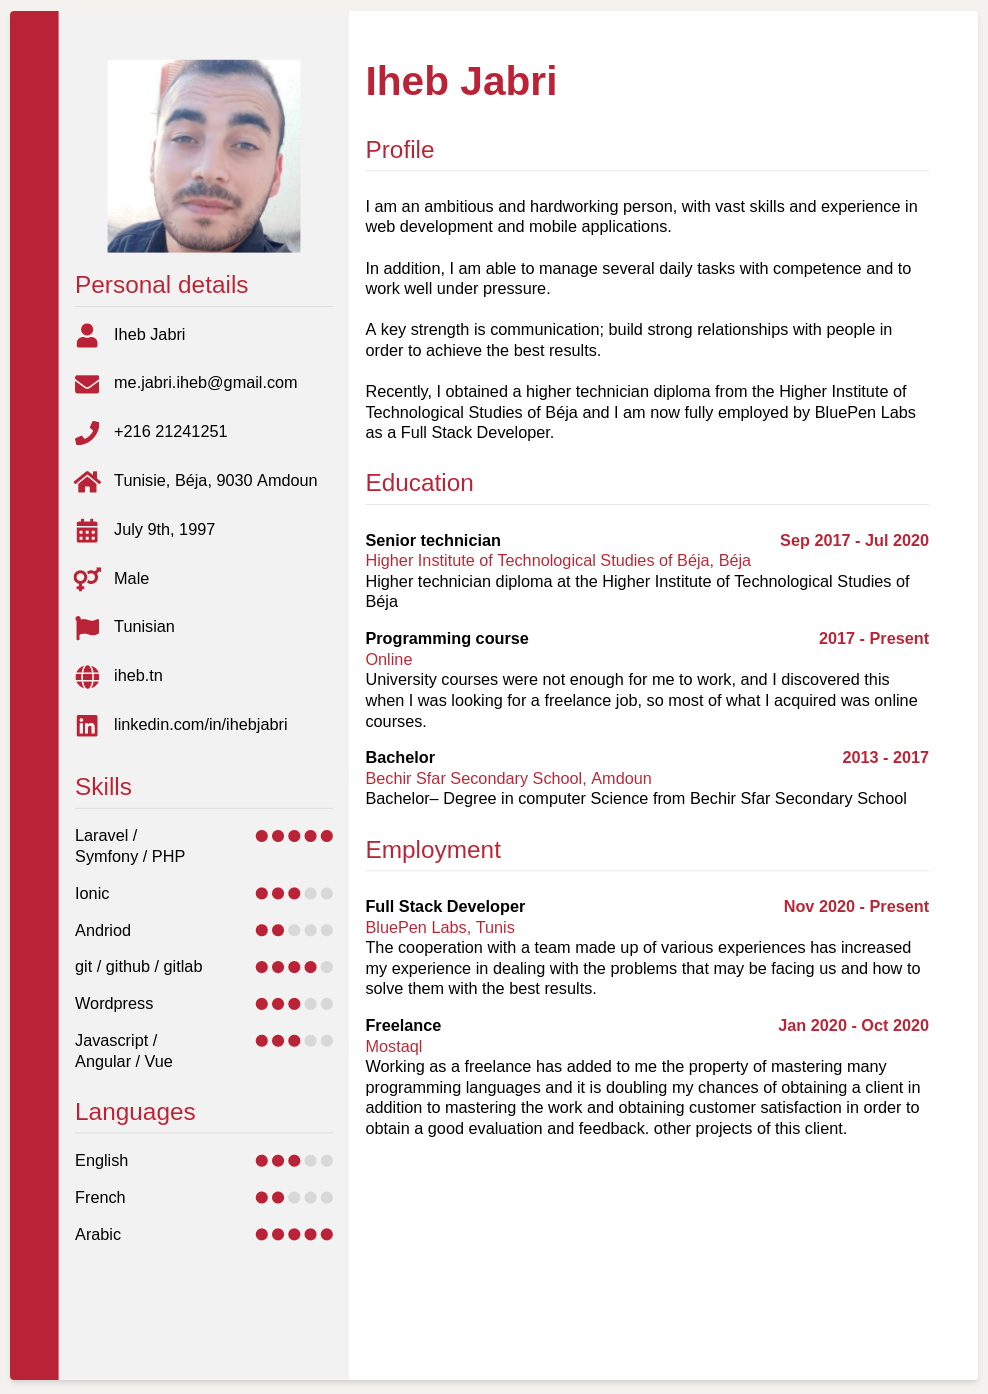 Personal details
Iheb Jabri
me.jabri.iheb@gmail.com
+216 21241251
Tunisie, Béja, 9030 Amdoun
July 9th, 1997
Male
Tunisian
iheb.tn
linkedin.com/in/ihebjabri
Skills
Laravel /
Symfony / PHP
Ionic
Andriod
git / github / gitlab
Wordpress
Javascript /
Angular / Vue
Languages
English
French
Arabic
Iheb Jabri
Profile
I am an ambitious and hardworking person, with vast skills and experience in
web development and mobile applications.
In addition, I am able to manage several daily tasks with competence and to
work well under pressure.
A key strength is communication; build strong relationships with people in
order to achieve the best results.
Recently, I obtained a higher technician diploma from the Higher Institute of
Technological Studies of Béja and I am now fully employed by BluePen Labs
as a Full Stack Developer.
Education
Senior technician Sep 2017 - Jul 2020
Higher Institute of Technological Studies of Béja, Béja
Higher technician diploma at the Higher Institute of Technological Studies of
Béja
Programming course 2017 - Present
Online
University courses were not enough for me to work, and I discovered this
when I was looking for a freelance job, so most of what I acquired was online
courses.
Bachelor 2013 - 2017
Bechir Sfar Secondary School, Amdoun
Bachelor– Degree in computer Science from Bechir Sfar Secondary School
Employment
Full Stack Developer Nov 2020 - Present
BluePen Labs, Tunis
The cooperation with a team made up of various experiences has increased
my experience in dealing with the problems that may be facing us and how to
solve them with the best results.
Freelance Jan 2020 - Oct 2020
Mostaql
Working as a freelance has added to me the property of mastering many
programming languages and it is doubling my chances of obtaining a client in
addition to mastering the work and obtaining customer satisfaction in order to
obtain a good evaluation and feedback. other projects of this client.